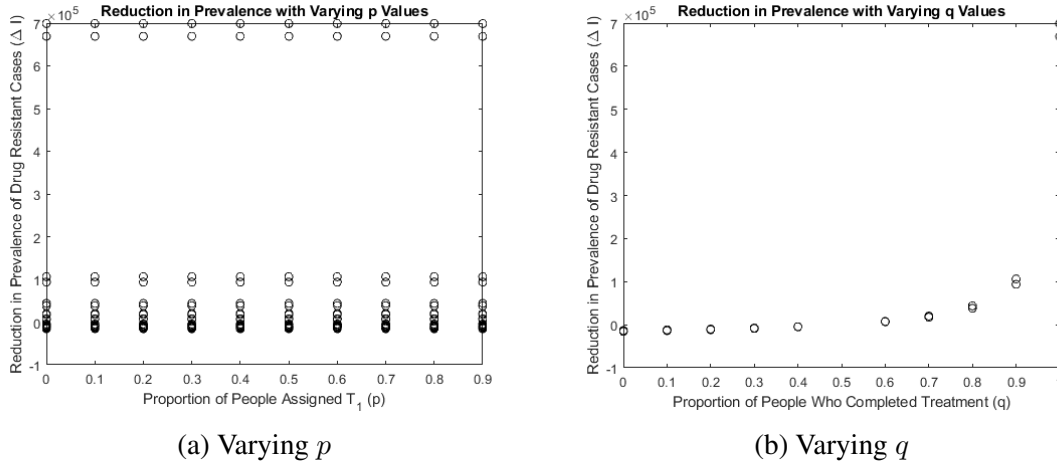 Reduction in Prevalence with Varying p Values
×10^5
Reduction in Prevalence of Drug Resistant Cases (Δ I)
7
6
5
4
3
2
1
0
-1
0 0.1 0.2 0.3 0.4 0.5 0.6 0.7 0.8 0.9
Proportion of People Assigned T_1 (p)
(a) Varying p
Reduction in Prevalence with Varying q Values
×10^5
Reduction in Prevalence of Drug Resistant Cases (Δ I)
7
6
5
4
3
2
1
0
-1
0 0.1 0.2 0.3 0.4 0.5 0.6 0.7 0.8 0.9 1
Proportion of People Who Completed Treatment (q)
(b) Varying q